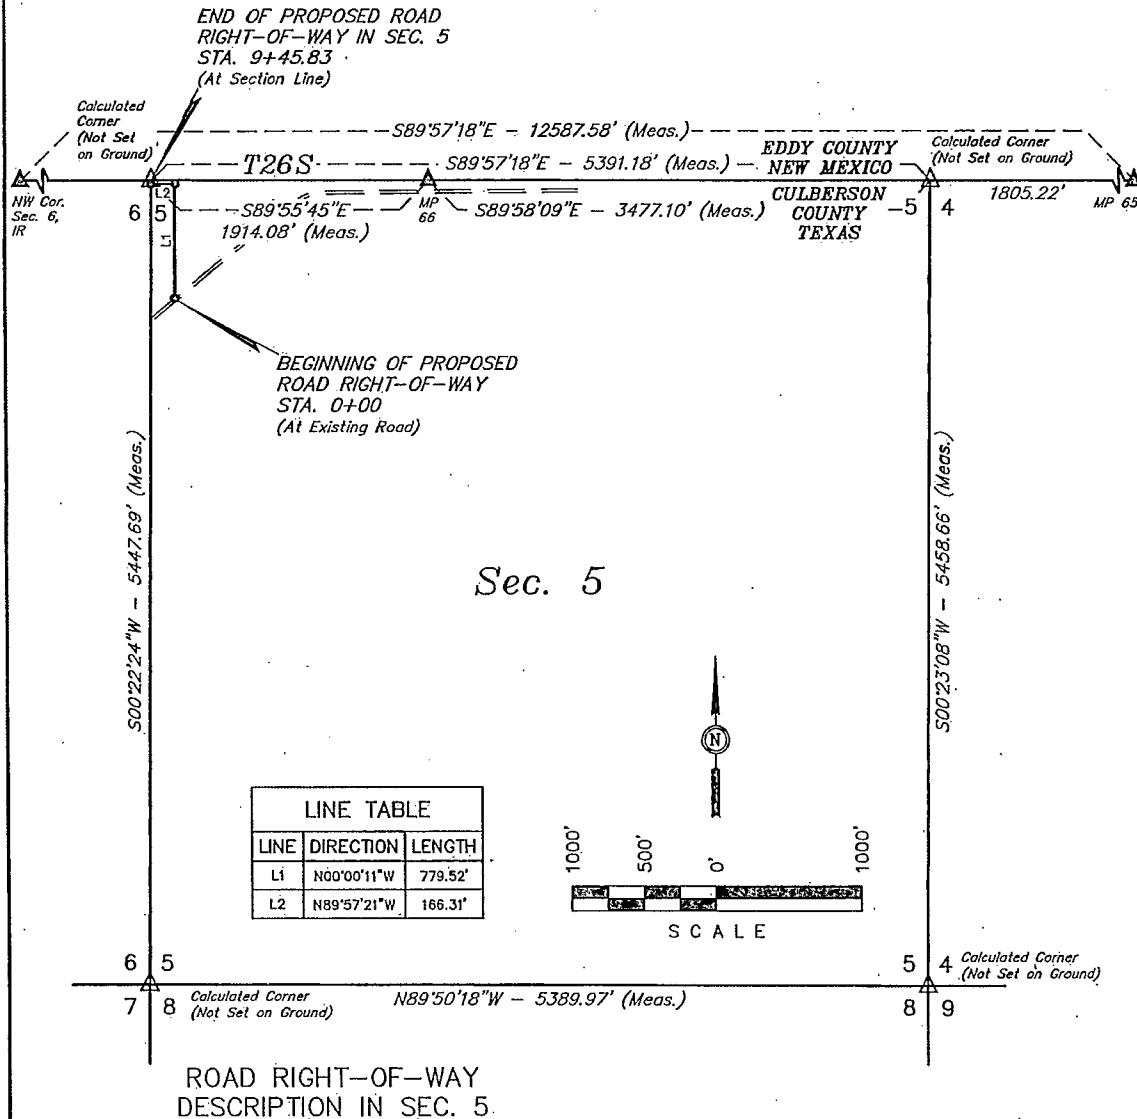 END OF PROPOSED ROAD
RIGHT-OF-WAY IN SEC. 5
STA. 9+45.83
(At Section Line)
Calculated
Corner
(Not Set
on Ground)
S89°57'18"E - 12587.58' (Meas.)
T26S
S89°57'18"E - 5391.18' (Meas.)
EDDY COUNTY
NEW MEXICO
Calculated Corner
(Not Set on Ground)
NW Cor.
Sec. 6,
IR
6 5
L2
L1
S89°55'45"E
1914.08' (Meas.)
MP
66
S89°58'09"E - 3477.10' (Meas.)
CULBERSON
COUNTY
TEXAS
5 4
1805.22'
MP 65
BEGINNING OF PROPOSED
ROAD RIGHT-OF-WAY
STA. 0+00
(At Existing Road)
S00°22'24"W - 5447.69' (Meas.)
S00°23'08"W - 5458.66' (Meas.)
Sec. 5
N
LINE TABLE
LINE DIRECTION LENGTH
L1 N00°00'11"W 779.52'
L2 N89°57'21"W 166.31'
1000' 500' 0' 1000'
SCALE
6 5
7 8
Calculated Corner
(Not Set on Ground)
N89°50'18"W - 5389.97' (Meas.)
5 4
8 9
Calculated Corner
(Not Set on Ground)
ROAD RIGHT-OF-WAY
DESCRIPTION IN SEC. 5